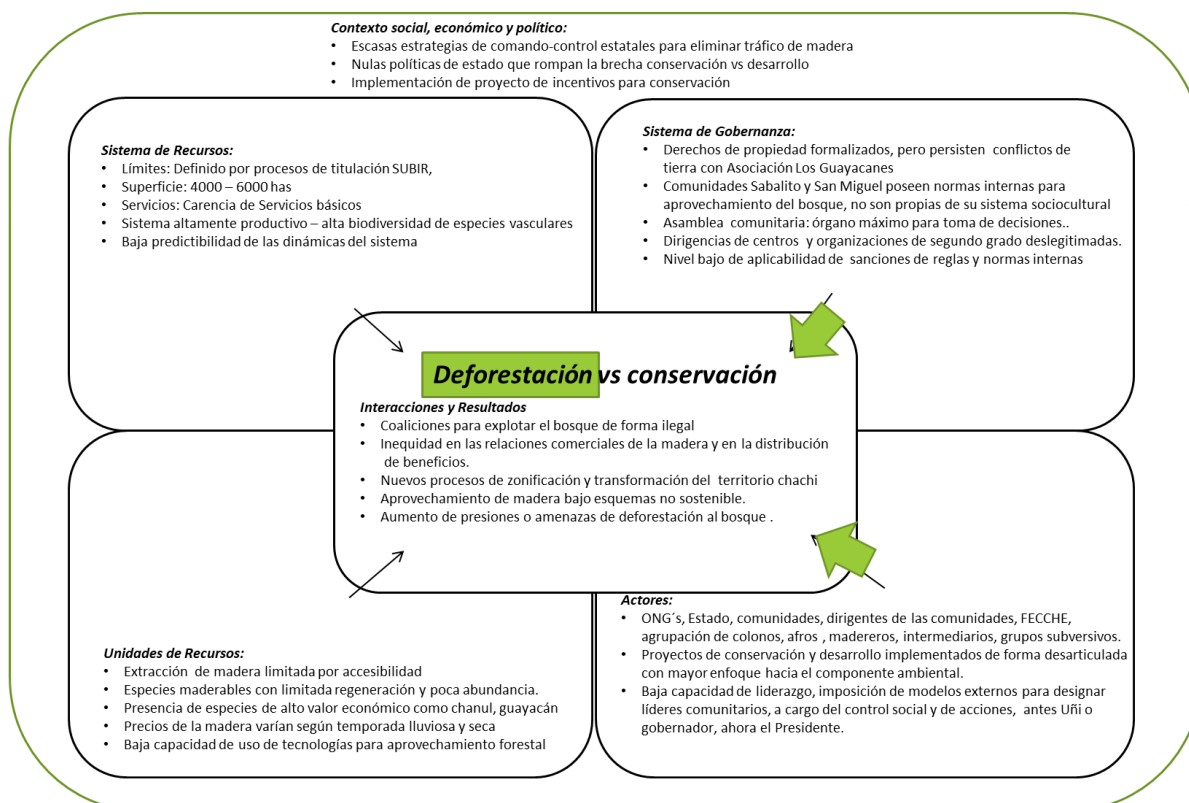 Contexto social, económico y político:
• Escasas estrategias de comando-control estatales para eliminar tráfico de madera
• Nulas políticas de estado que rompan la brecha conservación vs desarrollo
• Implementación de proyecto de incentivos para conservación
Sistema de Recursos:
• Límites: Definido por procesos de titulación SUBIR,
• Superficie: 4000 – 6000 has
• Servicios: Carencia de Servicios básicos
• Sistema altamente productivo – alta biodiversidad de especies vasculares
• Baja predictibilidad de las dinámicas del sistema
Sistema de Gobernanza:
• Derechos de propiedad formalizados, pero persisten conflictos de
tierra con Asociación Los Guayacanes
• Comunidades Sabalito y San Miguel poseen normas internas para
aprovechamiento del bosque, no son propias de su sistema sociocultural
• Asamblea comunitaria: órgano máximo para toma de decisiones..
• Dirigencias de centros y organizaciones de segundo grado deslegitimadas.
• Nivel bajo de aplicabilidad de sanciones de reglas y normas internas
Deforestación vs conservación
Interacciones y Resultados
• Coaliciones para explotar el bosque de forma ilegal
• Inequidad en las relaciones comerciales de la madera y en la distribución
de beneficios.
• Nuevos procesos de zonificación y transformación del territorio chachi
• Aprovechamiento de madera bajo esquemas no sostenible.
• Aumento de presiones o amenazas de deforestación al bosque .
Unidades de Recursos:
• Extracción de madera limitada por accesibilidad
• Especies maderables con limitada regeneración y poca abundancia.
• Presencia de especies de alto valor económico como chanul, guayacán
• Precios de la madera varían según temporada lluviosa y seca
• Baja capacidad de uso de tecnologías para aprovechamiento forestal
Actores:
• ONG´s, Estado, comunidades, dirigentes de las comunidades, FECCHE,
agrupación de colonos, afros , madereros, intermediarios, grupos subversivos.
• Proyectos de conservación y desarrollo implementados de forma desarticulada
con mayor enfoque hacia el componente ambiental.
• Baja capacidad de liderazgo, imposición de modelos externos para designar
líderes comunitarios, a cargo del control social y de acciones, antes Uñi o
gobernador, ahora el Presidente.